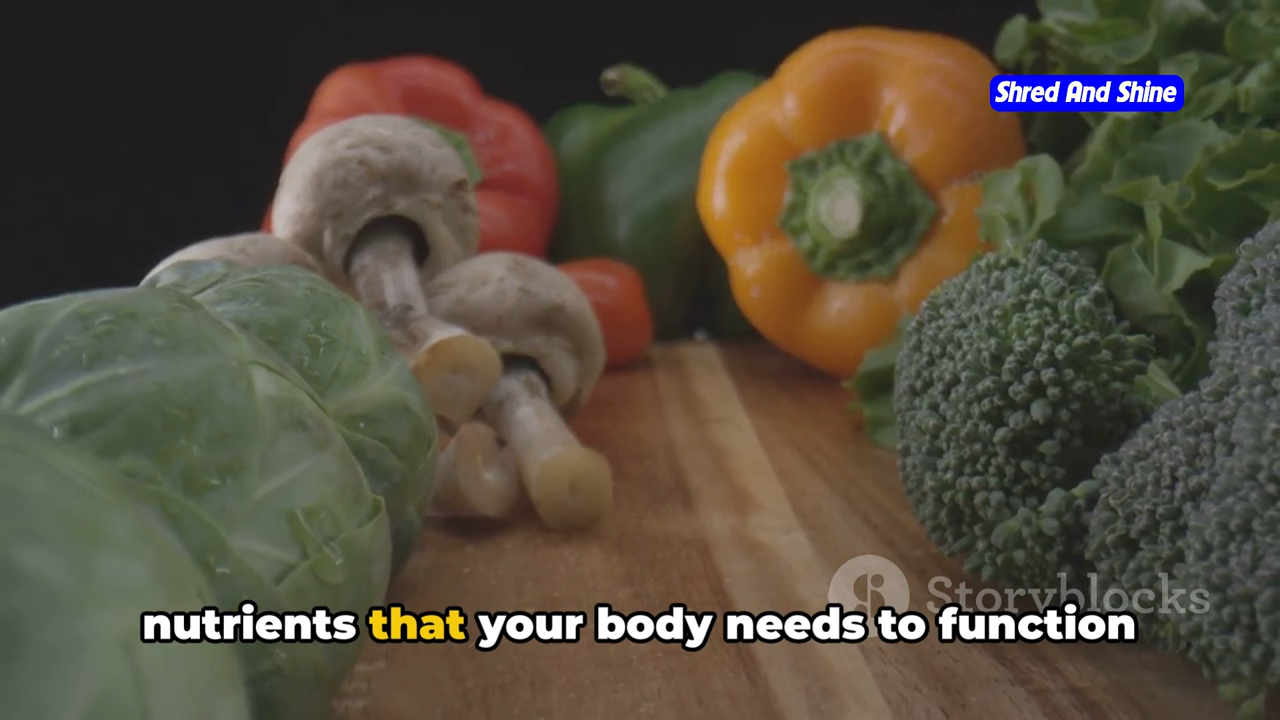 Shred And Shine
Storyblocks
nutrients that your body needs to function